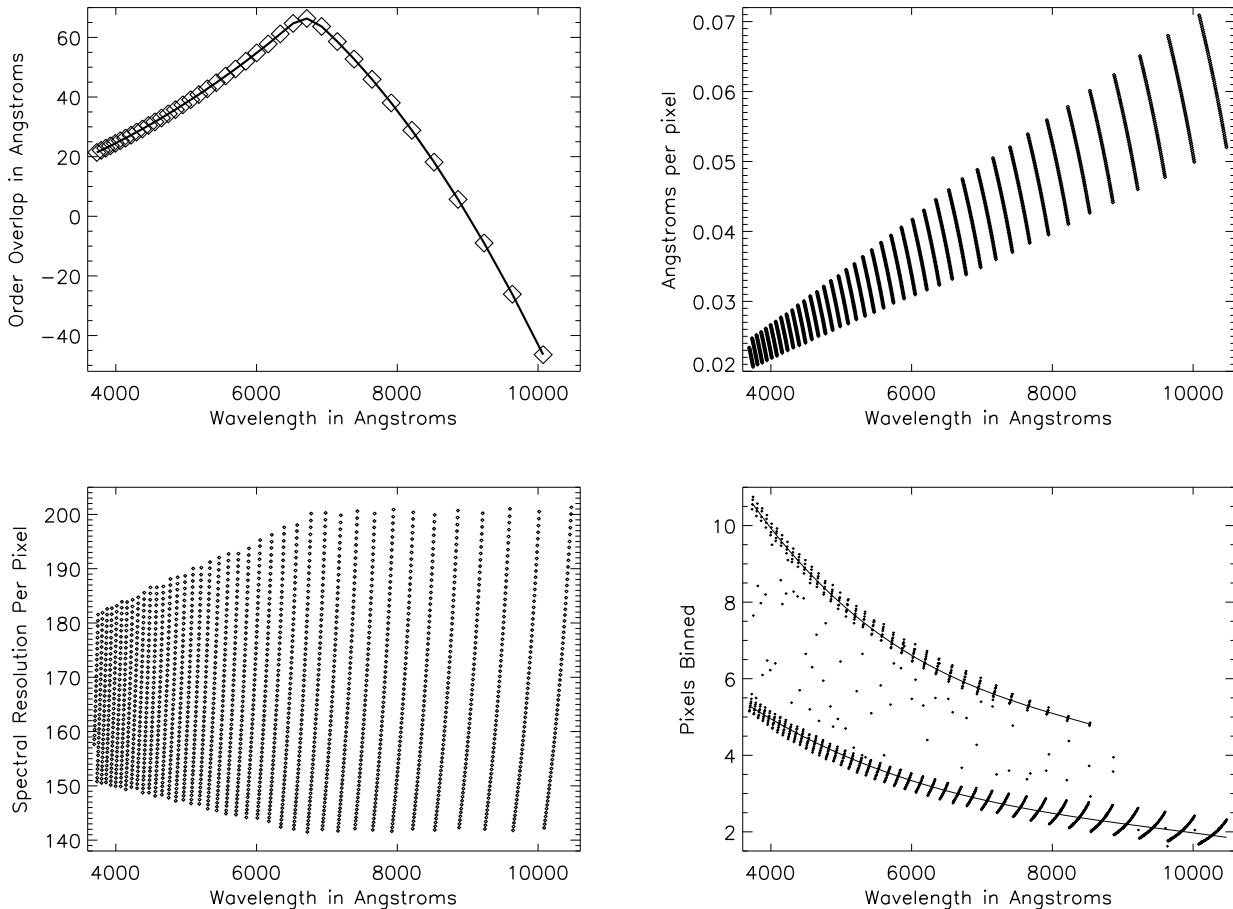 60
40
20
0
−20
−40
Order Overlap in Angstroms
4000 6000 8000 10000
Wavelength in Angstroms
0.07
0.06
0.05
0.04
0.03
0.02
Angstroms per pixel
4000 6000 8000 10000
Wavelength in Angstroms
200
190
180
170
160
150
140
Spectral Resolution Per Pixel
4000 6000 8000 10000
Wavelength in Angstroms
10
8
6
4
2
Pixels Binned
4000 6000 8000 10000
Wavelength in Angstroms